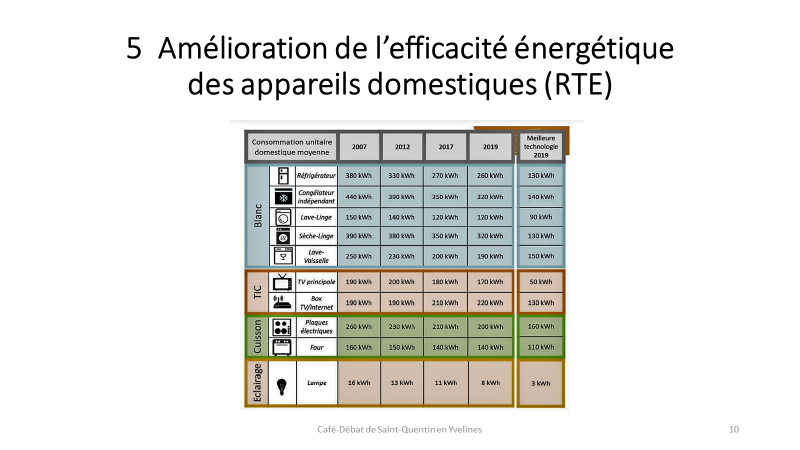 5 Amélioration de l’efficacité énergétique
des appareils domestiques (RTE)
Consommation unitaire domestique moyenne 2007 2012 2017 2019 Meilleure technologie 2019
Blanc
Réfrigérateur 380 kWh 330 kWh 270 kWh 260 kWh 130 kWh
Congélateur indépendant 440 kWh 390 kWh 350 kWh 320 kWh 140 kWh
Lave-Linge 150 kWh 140 kWh 120 kWh 120 kWh 90 kWh
Sèche-Linge 390 kWh 380 kWh 350 kWh 320 kWh 130 kWh
Lave-Vaisselle 250 kWh 230 kWh 200 kWh 190 kWh 150 kWh
TIC
TV principale 190 kWh 200 kWh 180 kWh 170 kWh 50 kWh
Box TV/Internet 190 kWh 190 kWh 210 kWh 220 kWh 130 kWh
Cuisson
Plaques électriques 260 kWh 230 kWh 210 kWh 200 kWh 160 kWh
Four 160 kWh 150 kWh 140 kWh 140 kWh 110 kWh
Eclairage
Lampe 16 kWh 13 kWh 11 kWh 8 kWh 3 kWh
Café-Débat de Saint-Quentin en Yvelines
10